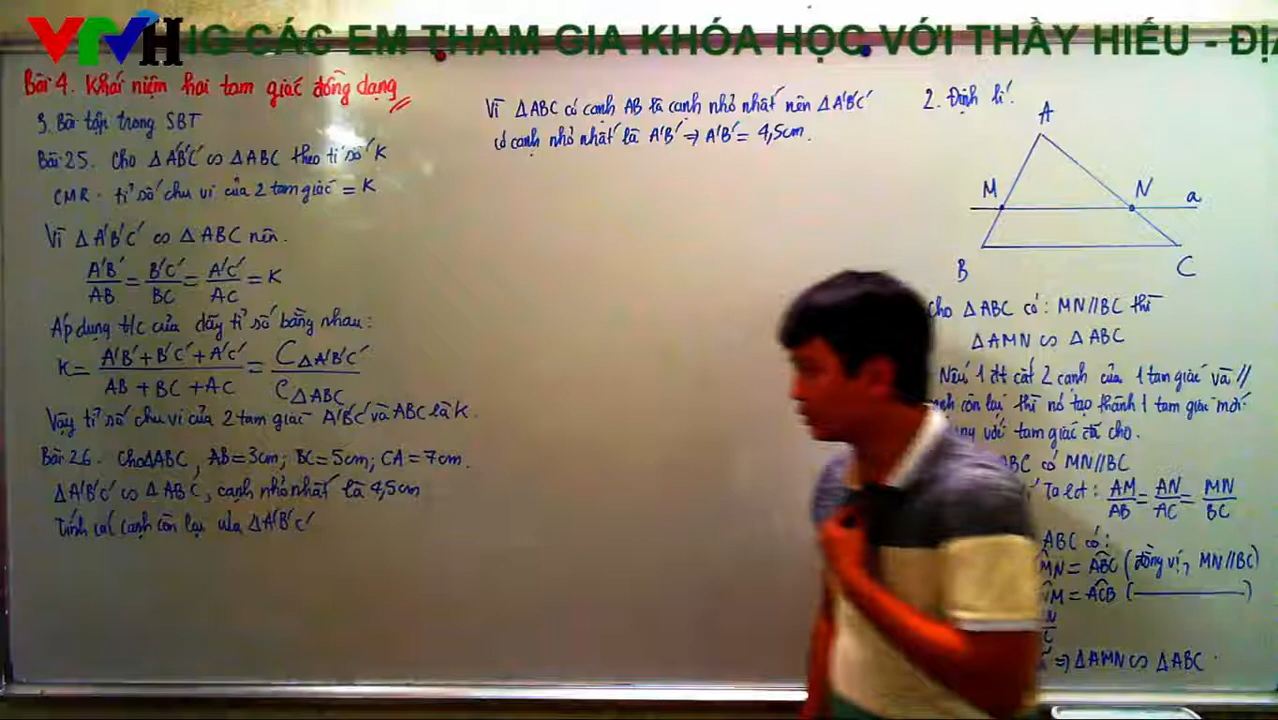 VTVH
NG CÁC EM THAM GIA KHÓA HỌC VỚI THẦY HIẾU - ĐỊA
Bài 4. Khái niệm hai tam giác đồng dạng
3. Bài tập trong SBT
Bài 25. Cho ΔA'B'C' ∽ ΔABC theo tỉ số K
CMR. tỉ số chu vi của 2 tam giác = K
Vì ΔA'B'C' ∽ ΔABC nên.
A'B'/AB = B'C'/BC = A'C'/AC = K
Áp dụng t/c của dãy tỉ số bằng nhau:
K = (A'B' + B'C' + A'C')/(AB + BC + AC) = CΔA'B'C'/CΔABC
Vậy tỉ số chu vi của 2 tam giác A'B'C' và ABC là K.
Bài 26. Cho ΔABC, AB = 3cm; BC = 5cm; CA = 7cm.
ΔA'B'C' ∽ ΔABC, cạnh nhỏ nhất là 4,5cm
Tính các cạnh còn lại của ΔA'B'C'
Vì ΔABC có cạnh AB là cạnh nhỏ nhất nên ΔA'B'C'
có cạnh nhỏ nhất là A'B' ⇒ A'B' = 4,5cm.
2. Định lí.
A
M N a
B C
Cho ΔABC có: MN//BC thì
ΔAMN ∽ ΔABC
Nếu 1 đt cắt 2 cạnh của 1 tam giác và //
còn lại thì nó tạo thành 1 tam giác mới
với tam giác đã cho.
ABC có MN//BC
Ta lét: AM/AB = AN/AC = MN/BC
ABC có:
MN = ABC (đồng vị, MN//BC)
M = ACB (———)
N
C
⇒ ΔAMN ∽ ΔABC